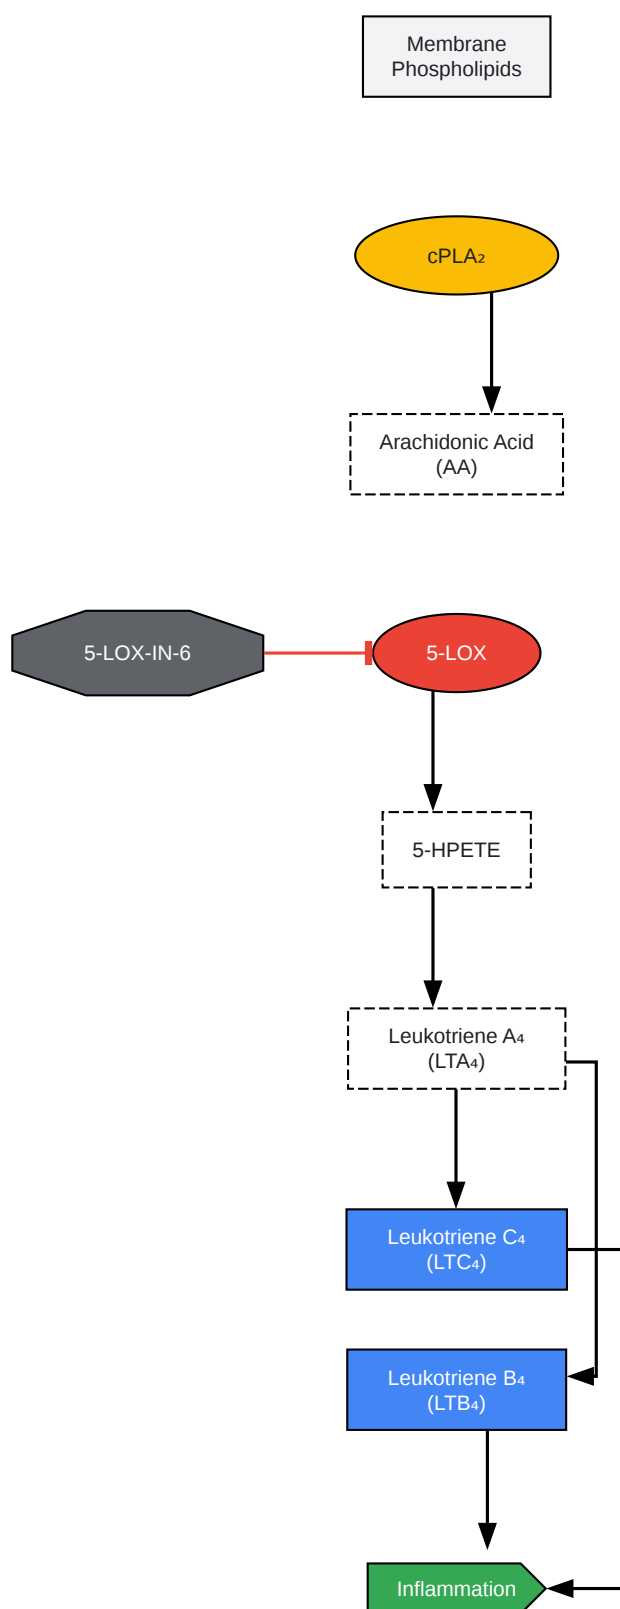 Membrane
Phospholipids
cPLA₂
Arachidonic Acid
(AA)
5-LOX-IN-6
5-LOX
5-HPETE
Leukotriene A₄
(LTA₄)
Leukotriene C₄
(LTC₄)
Leukotriene B₄
(LTB₄)
Inflammation